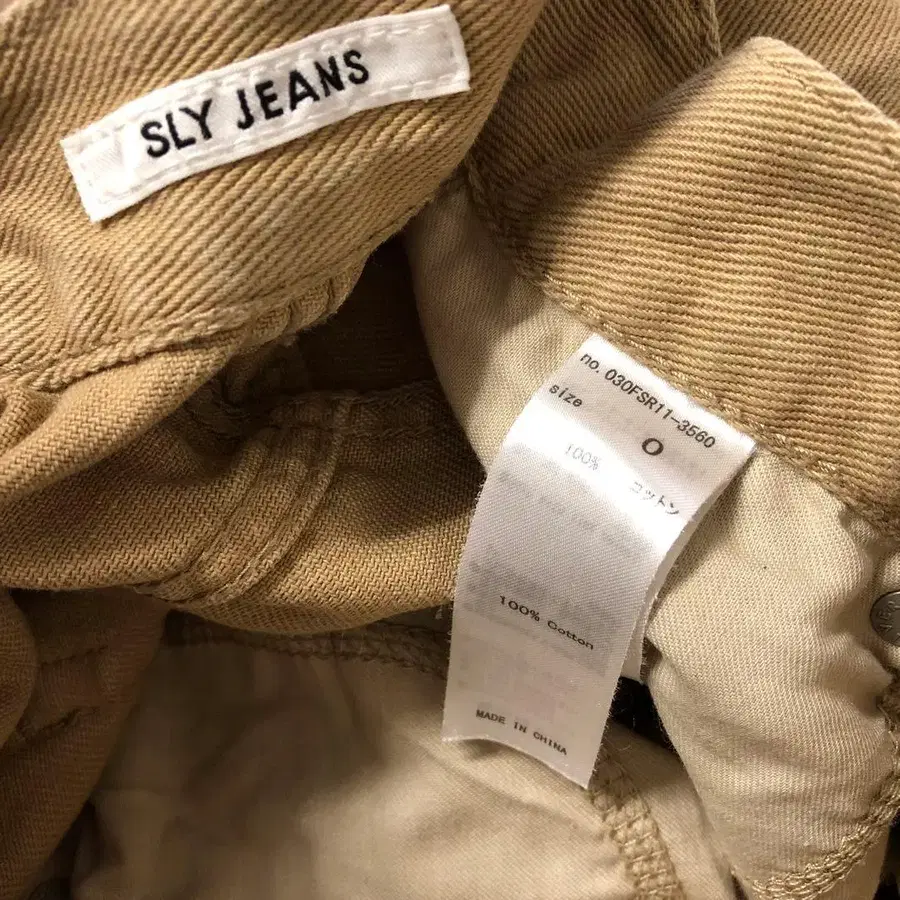 SLY JEANS
no. 030FSR11-3560
size 0
100% コットン
100% Cotton
MADE IN CHINA